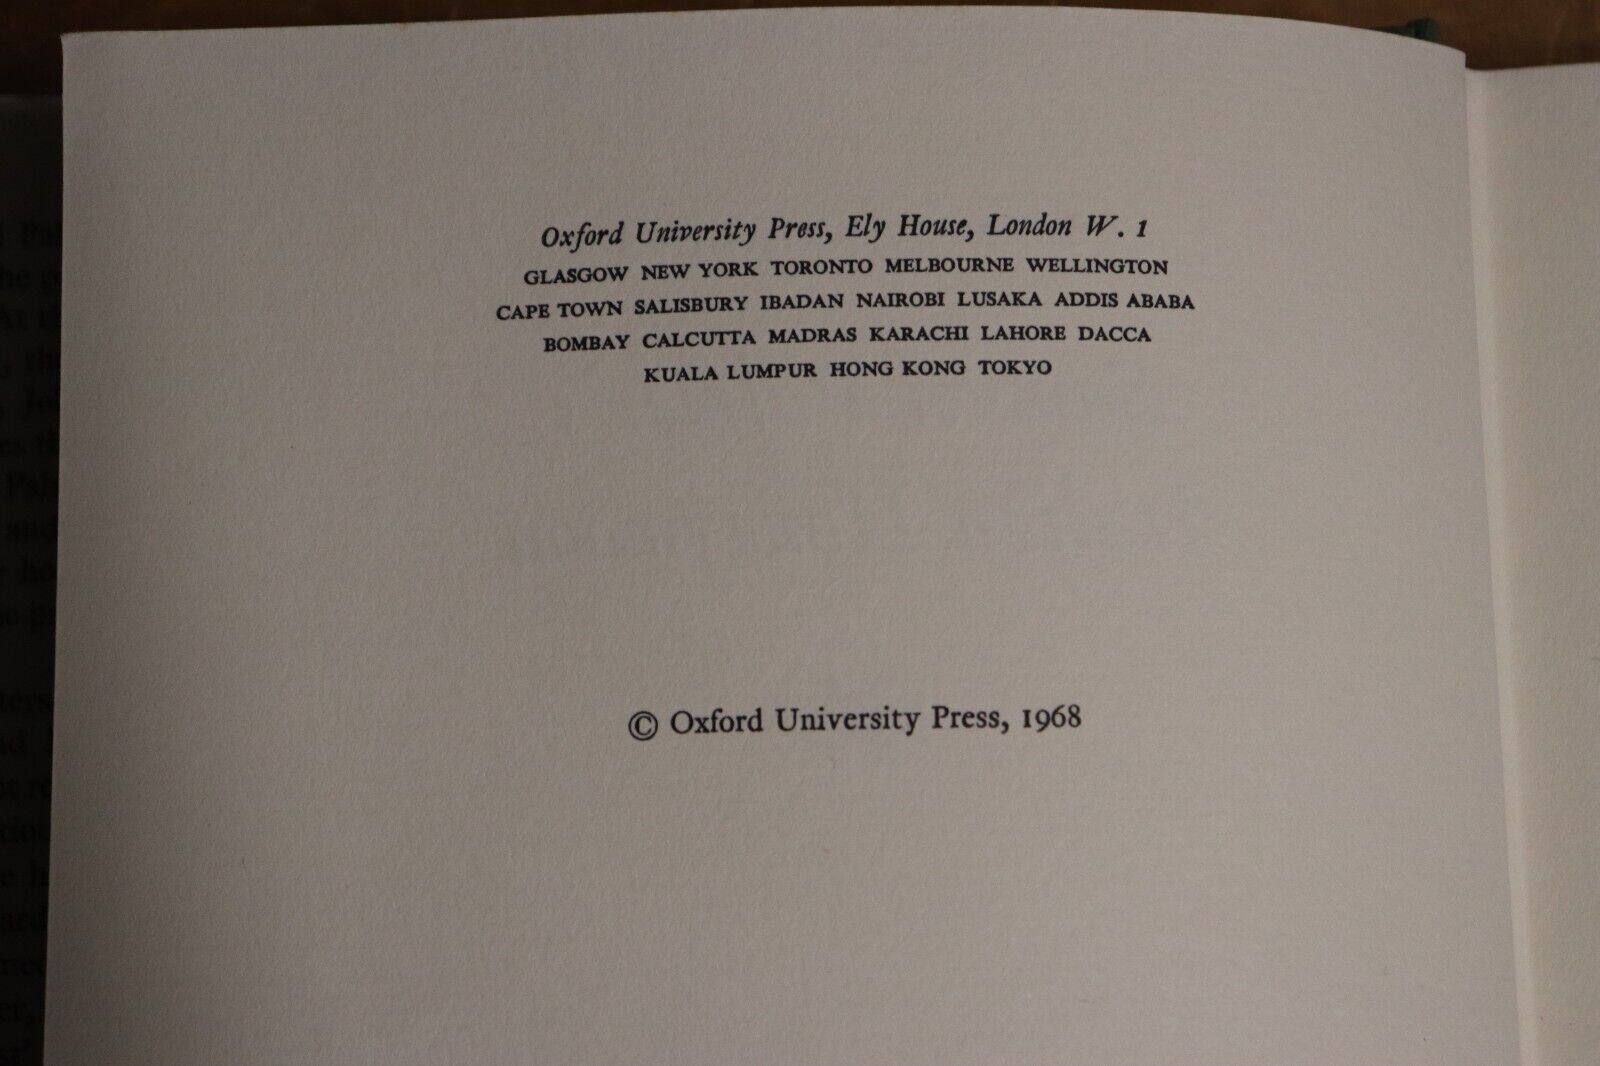 Oxford University Press, Ely House, London W. 1
GLASGOW NEW YORK TORONTO MELBOURNE WELLINGTON
CAPE TOWN SALISBURY IBADAN NAIROBI LUSAKA ADDIS ABABA
BOMBAY CALCUTTA MADRAS KARACHI LAHORE DACCA
KUALA LUMPUR HONG KONG TOKYO
© Oxford University Press, 1968